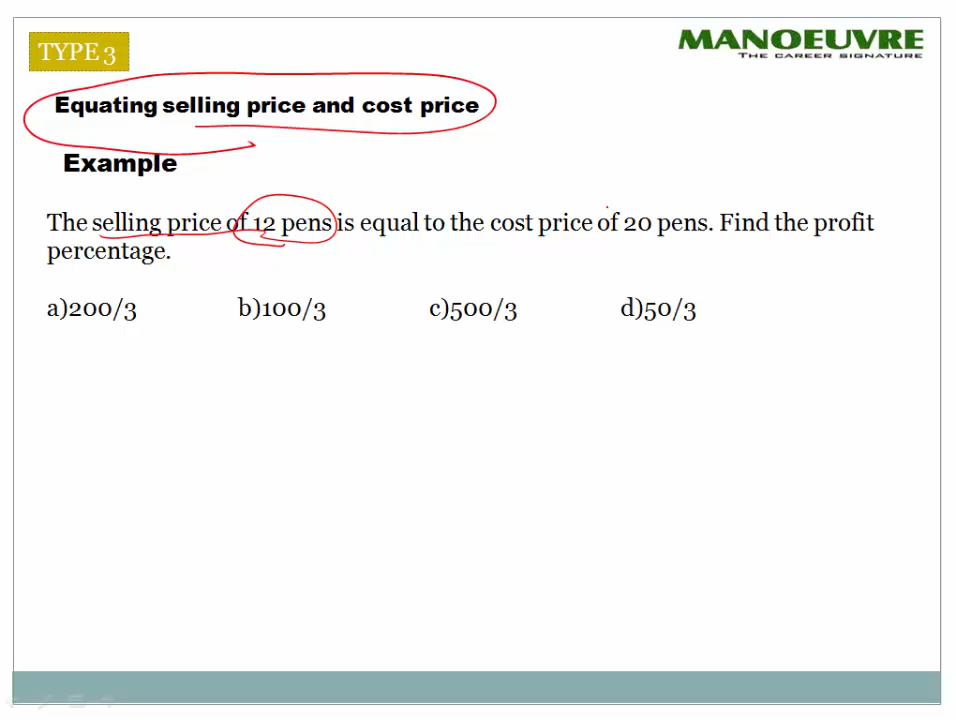 TYPE 3
MANOEUVRE
THE CAREER SIGNATURE
Equating selling price and cost price
Example
The selling price of 12 pens is equal to the cost price of 20 pens. Find the profit
percentage.
a)200/3 b)100/3 c)500/3 d)50/3